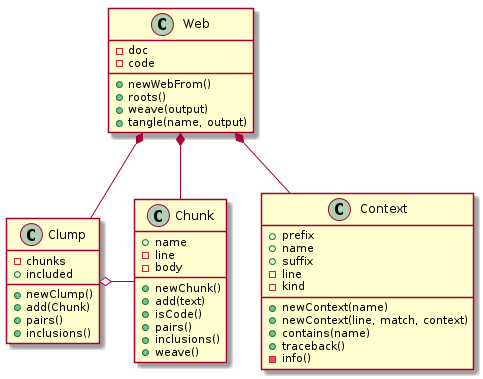 C Web
doc
code
newWebFrom()
roots()
weave(output)
tangle(name, output)
C Clump
chunks
included
newClump()
add(Chunk)
pairs()
inclusions()
C Chunk
name
line
body
newChunk()
add(text)
isCode()
pairs()
inclusions()
weave()
C Context
prefix
name
suffix
line
kind
newContext(name)
newContext(line, match, context)
contains(name)
traceback()
info()